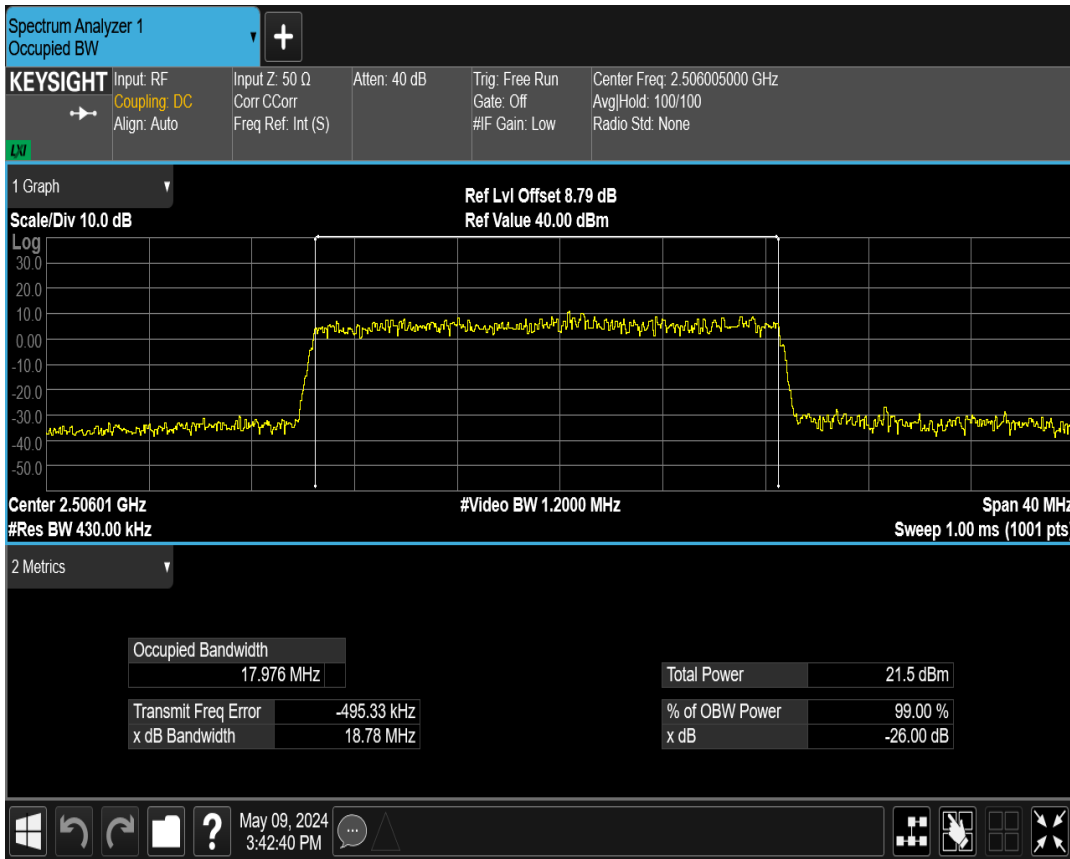 Spectrum Analyzer 1
Occupied BW
KEYSIGHT
LXI
Input: RF
Coupling: DC
Align: Auto
Input Z: 50 Ω
Corr CCorr
Freq Ref: Int (S)
Atten: 40 dB
Trig: Free Run
Gate: Off
#IF Gain: Low
Center Freq: 2.506005000 GHz
Avg|Hold: 100/100
Radio Std: None
1 Graph
Scale/Div 10.0 dB
Ref Lvl Offset 8.79 dB
Ref Value 40.00 dBm
Log
30.0
20.0
10.0
0.00
-10.0
-20.0
-30.0
-40.0
-50.0
Center 2.50601 GHz
#Video BW 1.2000 MHz
Span 40 MHz
#Res BW 430.00 kHz
Sweep 1.00 ms (1001 pts)
2 Metrics
Occupied Bandwidth
17.976 MHz
Total Power 21.5 dBm
Transmit Freq Error -495.33 kHz
% of OBW Power 99.00 %
x dB Bandwidth 18.78 MHz
x dB -26.00 dB
?
May 09, 2024
3:42:40 PM